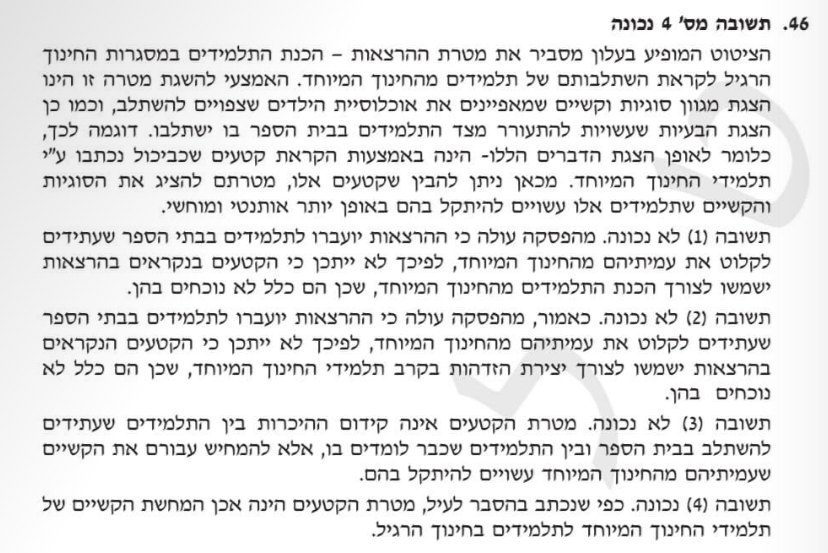 46. תשובה מס' 4 נכונה
הציטוט המופיע בעלון מסביר את מטרת ההרצאות – הכנת התלמידים במסגרות החינוך
הרגיל לקראת השתלבותם של תלמידים מהחינוך המיוחד. האמצעי להשגת מטרה זו הינו
הצגת מגוון סוגיות וקשיים שמאפיינים את אוכלוסיית הילדים שצפויים להשתלב, וכמו כן
הצגת הבעיות שעשויות להתעורר מצד התלמידים בבית הספר בו ישתלבו. דוגמה לכך,
כלומר לאופן הצגת הדברים הללו- הינה באמצעות הקראת קטעים שכביכול נכתבו ע"י
תלמידי החינוך המיוחד. מכאן ניתן להבין שקטעים אלו, מטרתם להציג את הסוגיות
והקשיים שתלמידים אלו עשויים להיתקל בהם באופן יותר אותנטי ומוחשי.
תשובה (1) לא נכונה. מהפסקה עולה כי ההרצאות יועברו לתלמידים בבתי הספר שעתידים
לקלוט את עמיתיהם מהחינוך המיוחד, לפיכך לא ייתכן כי הקטעים בנקראים בהרצאות
ישמשו לצורך הכנת התלמידים מהחינוך המיוחד, שכן הם כלל לא נוכחים בהן.
תשובה (2) לא נכונה. כאמור, מהפסקה עולה כי ההרצאות יועברו לתלמידים בבתי הספר
שעתידים לקלוט את עמיתיהם מהחינוך המיוחד, לפיכך לא ייתכן כי הקטעים הנקראים
בהרצאות ישמשו לצורך יצירת הזדהות בקרב תלמידי החינוך המיוחד, שכן הם כלל לא
נוכחים בהן.
תשובה (3) לא נכונה. מטרת הקטעים אינה קידום ההיכרות בין התלמידים שעתידים
להשתלב בבית הספר ובין התלמידים שכבר לומדים בו, אלא להמחיש עבורם את הקשיים
שעמיתיהם מהחינוך המיוחד עשויים להיתקל בהם.
תשובה (4) נכונה. כפי שנכתב בהסבר לעיל, מטרת הקטעים הינה אכן המחשת הקשיים של
תלמידי החינוך המיוחד לתלמידים בחינוך הרגיל.